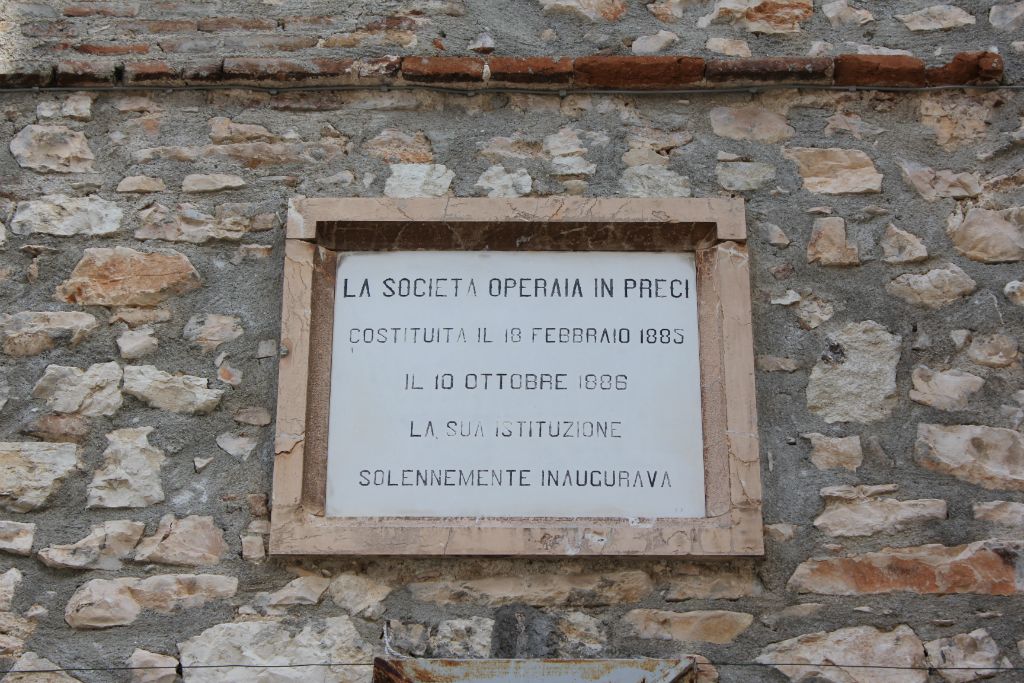 LA SOCIETA OPERAIA IN PRECI
COSTITUITA IL 18 FEBBRAIO 1885
IL 10 OTTOBRE 1886
LA SUA ISTITUZIONE
SOLENNEMENTE INAUGURAVA